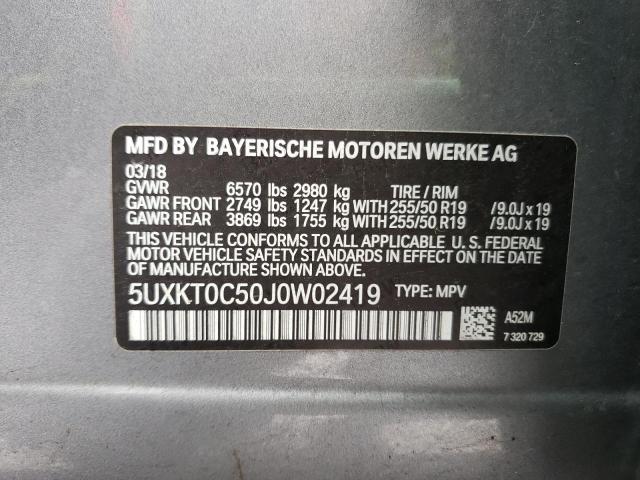 MFD BY BAYERISCHE MOTOREN WERKE AG
03/18
GVWR 6570 lbs 2980 kg TIRE / RIM
GAWR FRONT 2749 lbs 1247 kg WITH 255/50 R19 /9.0J x 19
GAWR REAR 3869 lbs 1755 kg WITH 255/50 R19 /9.0J x 19
THIS VEHICLE CONFORMS TO ALL APPLICABLE U. S. FEDERAL
MOTOR VEHICLE SAFETY STANDARDS IN EFFECT ON THE
DATE OF MANUFACTURE SHOWN ABOVE.
5UXKT0C50J0W02419 TYPE: MPV
A52M
7 320 729